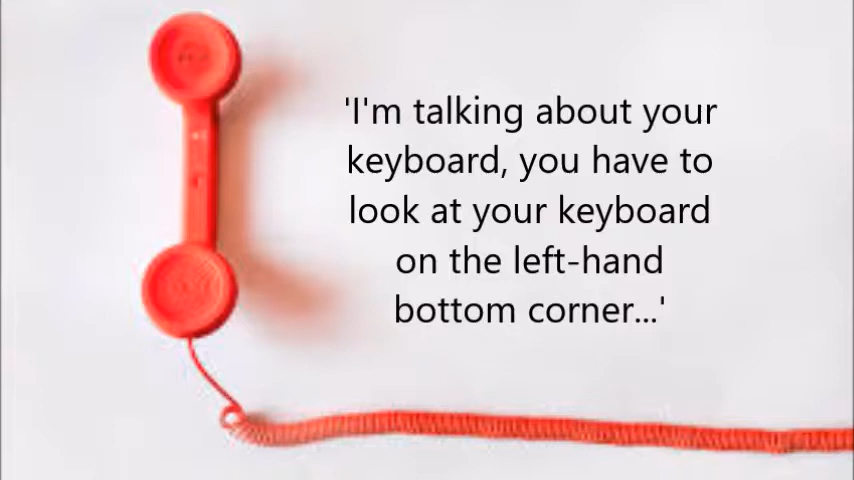 'I'm talking about your
keyboard, you have to
look at your keyboard
on the left-hand
bottom corner...'